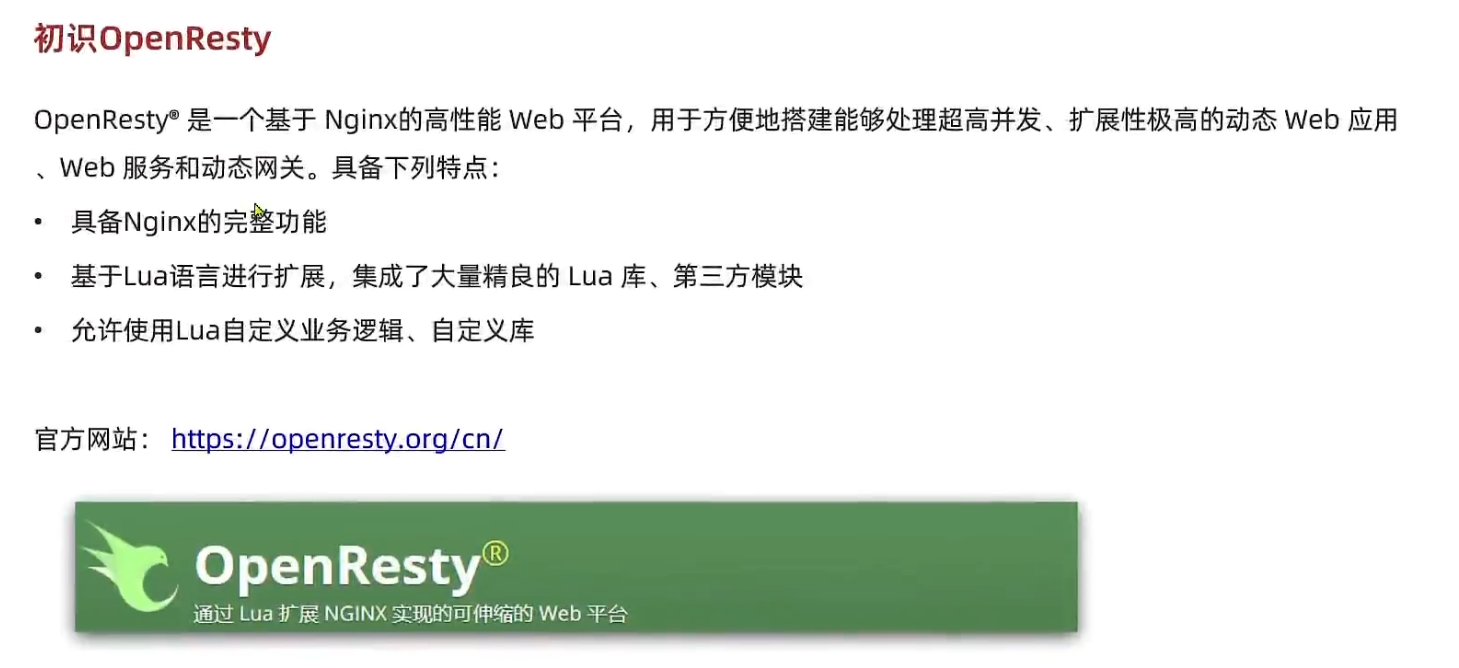 初识OpenResty
OpenResty® 是一个基于 Nginx的高性能 Web 平台，用于方便地搭建能够处理超高并发、扩展性极高的动态 Web 应用
、Web 服务和动态网关。具备下列特点：
• 具备Nginx的完整功能
• 基于Lua语言进行扩展，集成了大量精良的 Lua 库、第三方模块
• 允许使用Lua自定义业务逻辑、自定义库
官方网站： https://openresty.org/cn/
OpenResty®
通过 Lua 扩展 NGINX 实现的可伸缩的 Web 平台